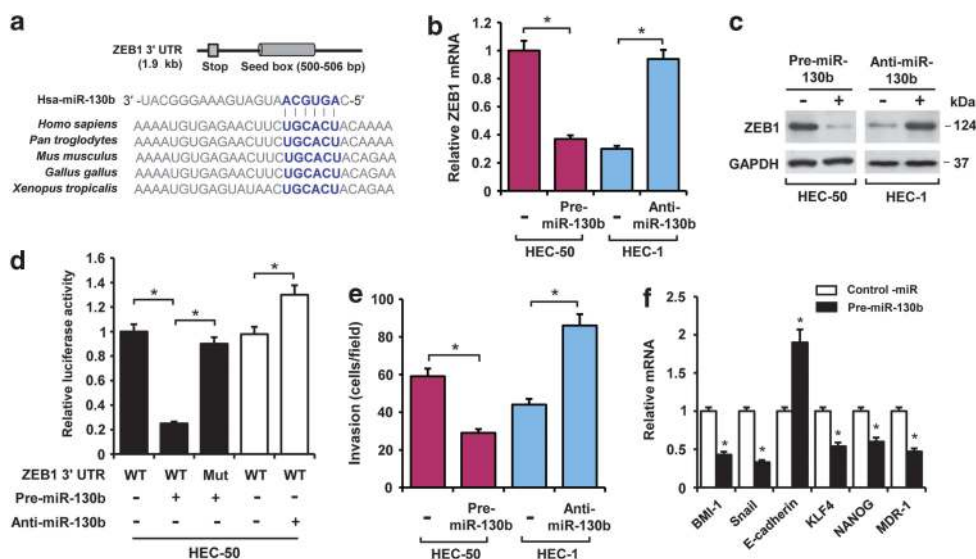 a
ZEB1 3' UTR
(1.9 kb)
Stop Seed box (500-506 bp)
Hsa-miR-130b 3'-UACGGGAAAGUAGUAACGUGAC-5'
Homo sapiens AAAAUGUGAGAACUUCUGCACUACAAAA
Pan troglodytes AAAAUGUGAGAACUUCUGCACUACAAAA
Mus musculus AAAAUGUGAGAACUUCUGCACUACAGAA
Gallus gallus AAAAUGUGAGAACUUCUGCACUACAGAA
Xenopus tropicalis AAAAUGUGAGUAUAACUGCACUACAGAA
b
Relative ZEB1 mRNA
1.2
1
0.8
0.6
0.4
0.2
0
* *
- Pre-miR-130b - Anti-miR-130b
HEC-50 HEC-1
c
Pre-miR-130b Anti-miR-130b
- + - + kDa
ZEB1 -124
GAPDH -37
HEC-50 HEC-1
d
Relative luciferase activity
1.6
1.4
1.2
1
0.8
0.6
0.4
0.2
0
* * *
ZEB1 3' UTR WT WT Mut WT WT
Pre-miR-130b - + + - -
Anti-miR-130b - +
HEC-50
e
Invasion (cells/field)
100
80
60
40
20
0
* *
- Pre-miR-130b - Anti-miR-130b
HEC-50 HEC-1
f
Relative mRNA
2.5
2
1.5
1
0.5
0
Control -miR
Pre-miR-130b
* * * * * *
BMI-1 Snail E-cadherin KLF4 NANOG MDR-1